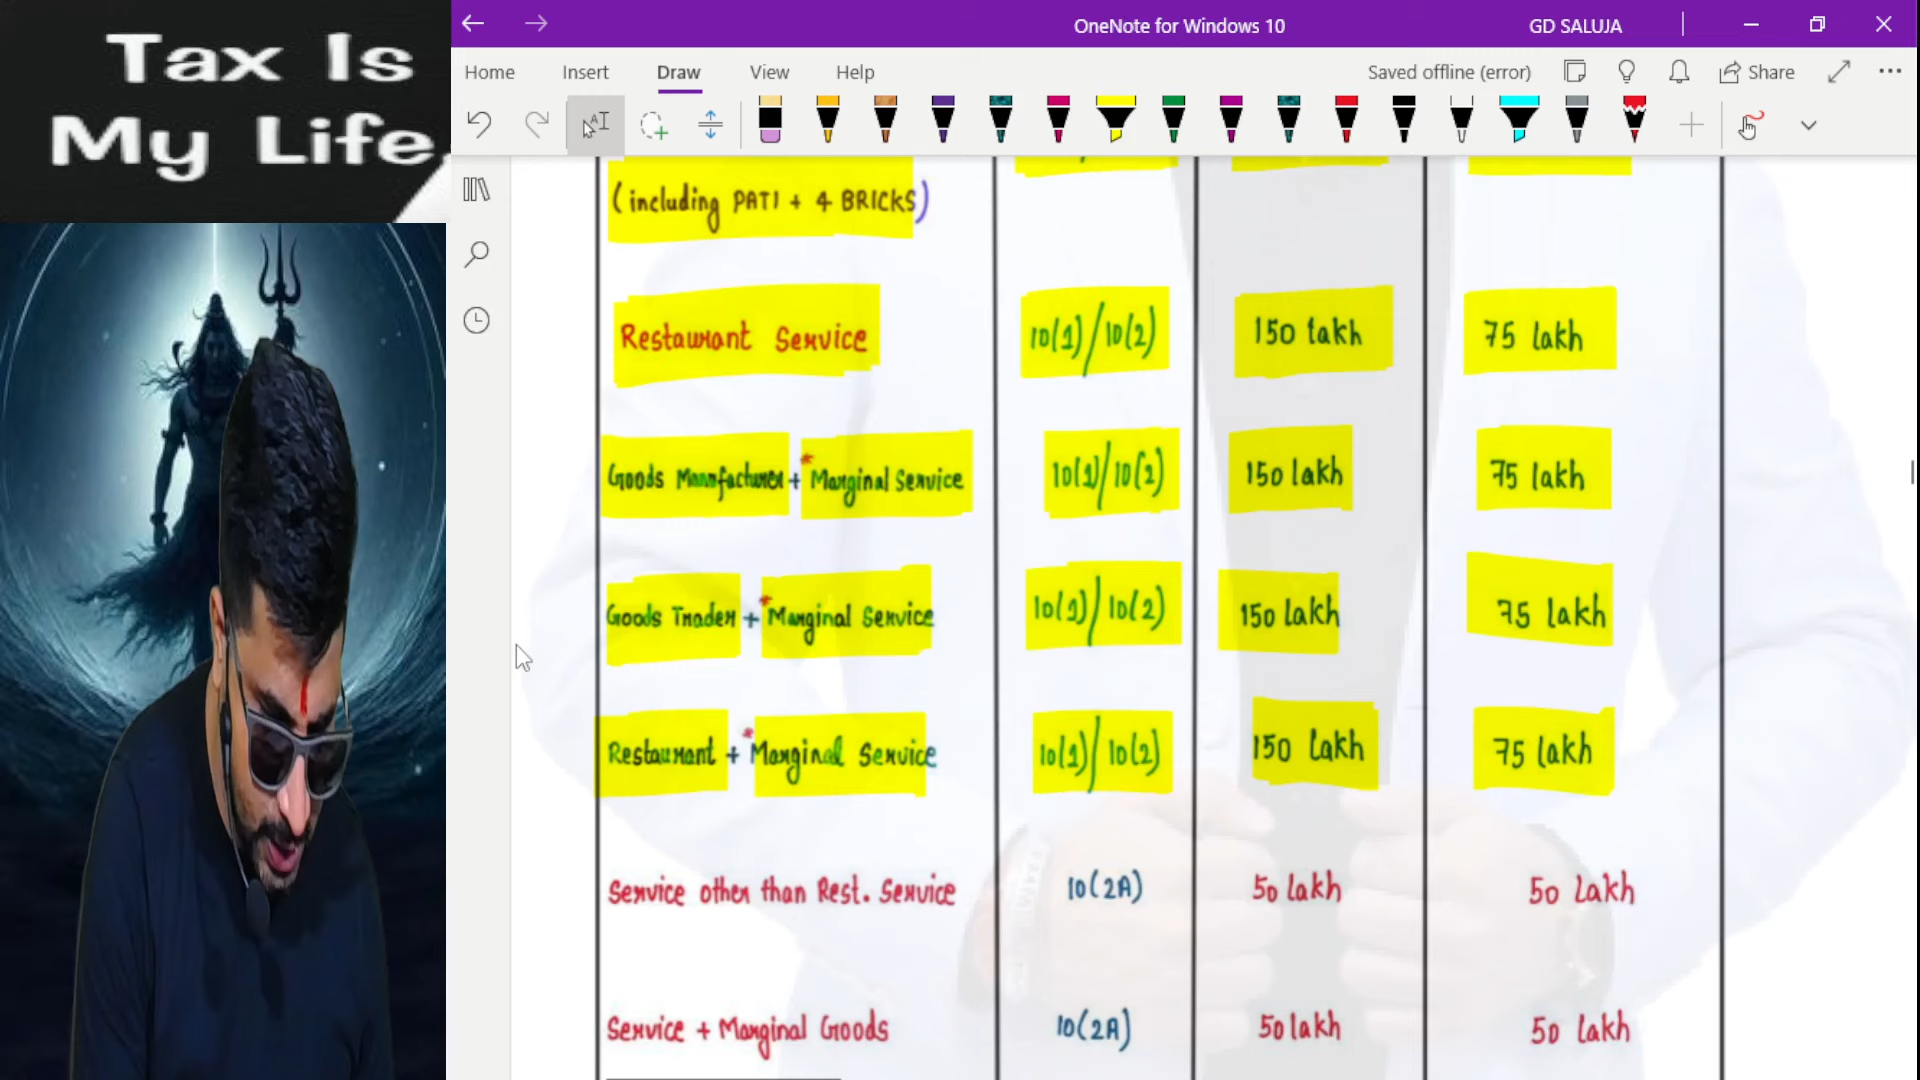 Tax Is
My Life,
OneNote for Windows 10
GD SALUJA
Home Insert Draw View Help
Saved offline (error)
Share
(including PATI + 4 BRICKS)
Restaurant Service 10(1)/10(2) 150 lakh 75 lakh
Goods Manufacturer + *Marginal Service 10(1)/10(2) 150 lakh 75 lakh
Goods Trader + *Marginal Service 10(1)/10(2) 150 lakh 75 lakh
Restaurant + *Marginal Service 10(1)/10(2) 150 lakh 75 lakh
Service other than Rest. Service 10(2A) 50 lakh 50 lakh
Service + Marginal Goods 10(2A) 50 lakh 50 lakh